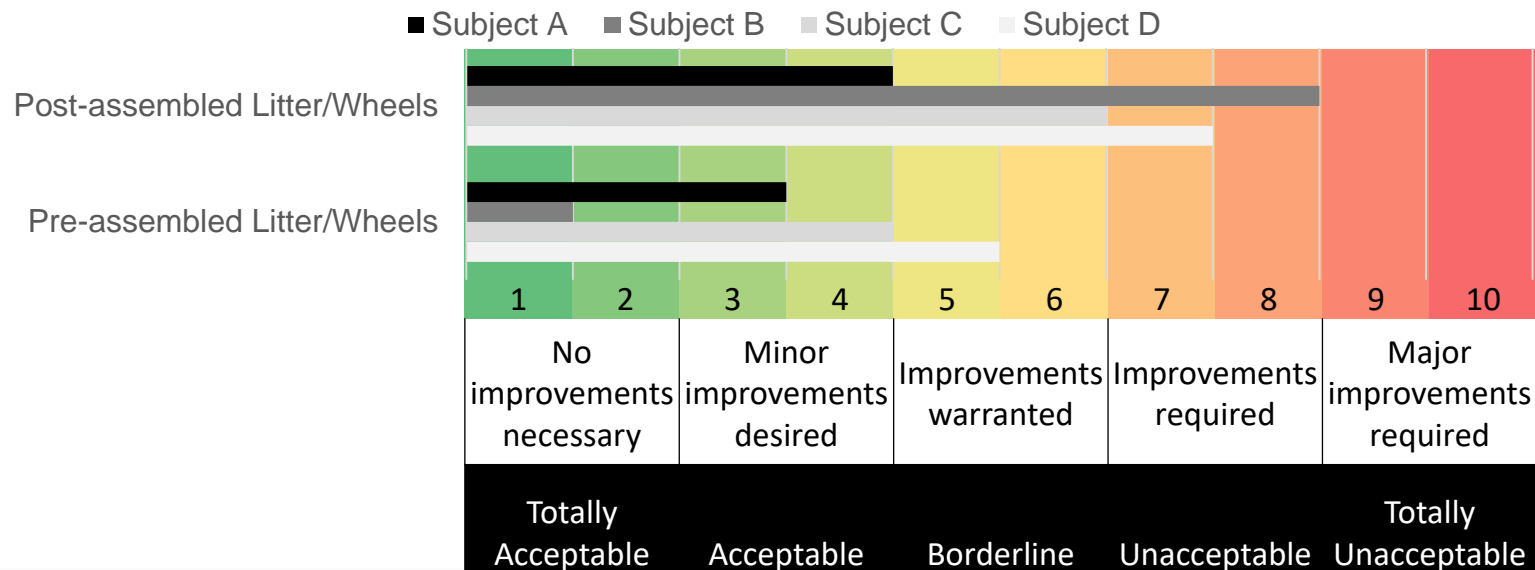 Subject A Subject B Subject C Subject D
Post-assembled Litter/Wheels
Pre-assembled Litter/Wheels
1 2 3 4 5 6 7 8 9 10
No
improvements
necessary
Minor
improvements
desired
Improvements
warranted
Improvements
required
Major
improvements
required
Totally
Acceptable
Acceptable
Borderline
Unacceptable
Totally
Unacceptable